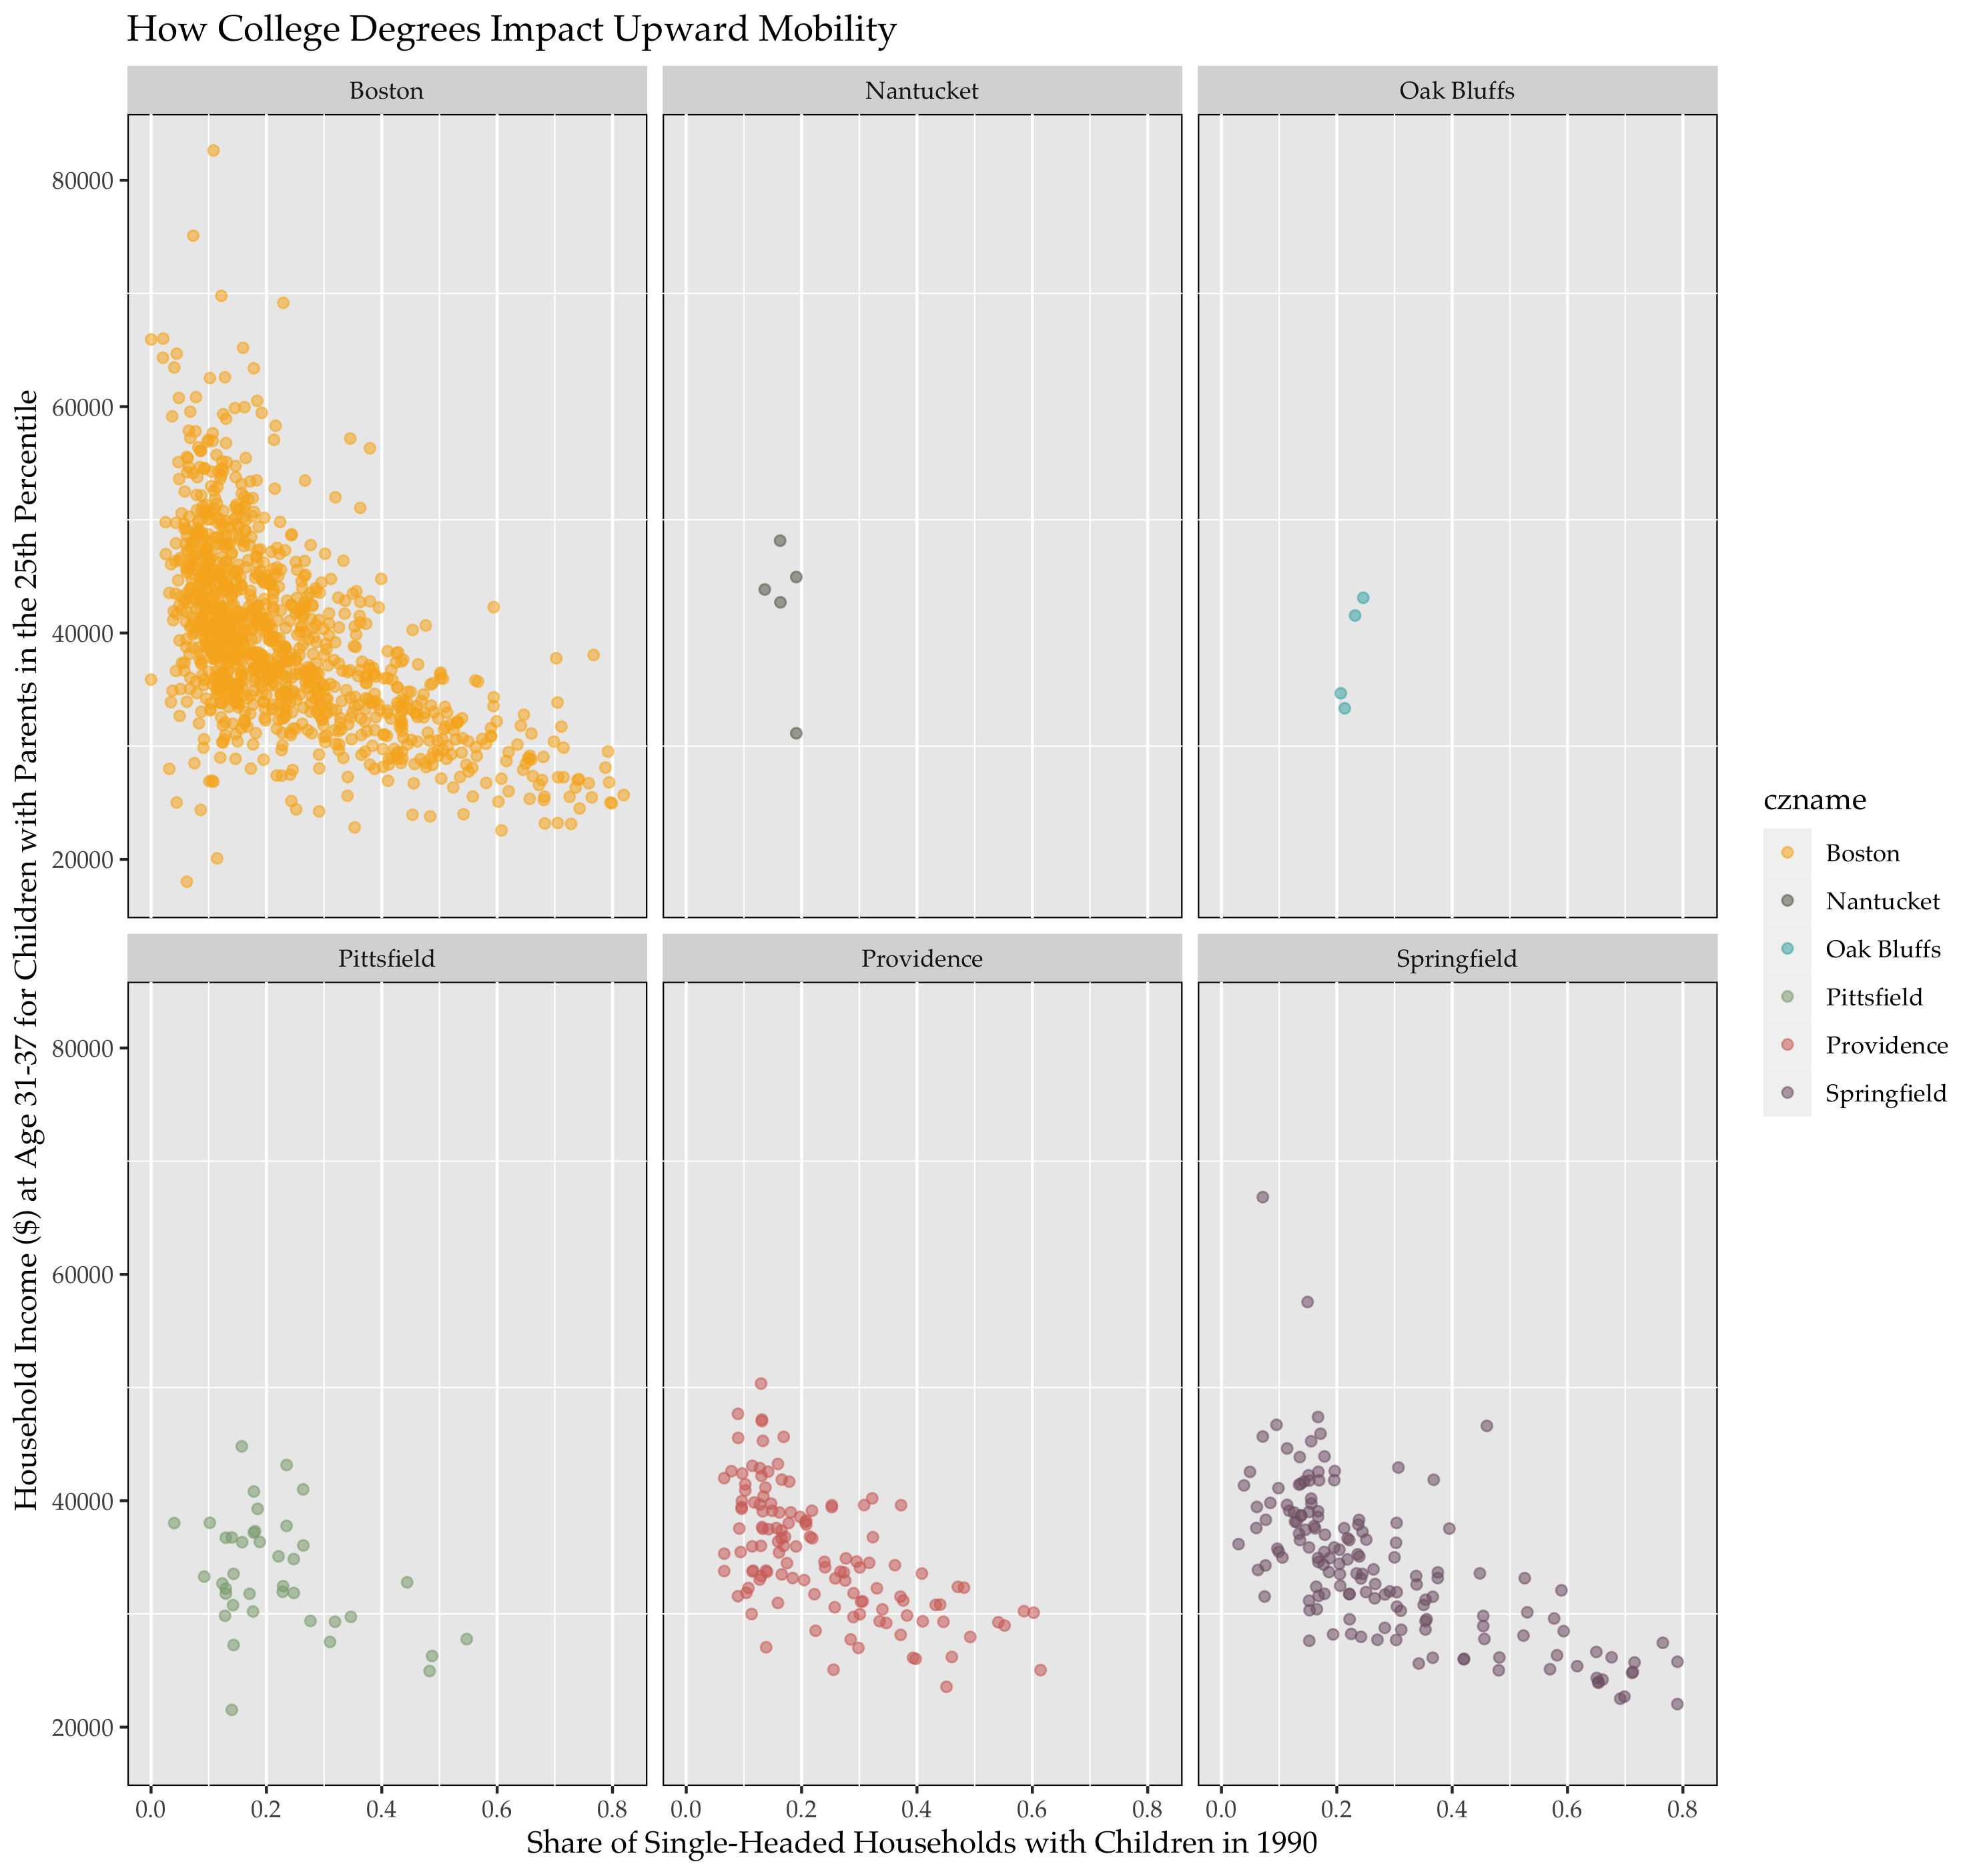 How College Degrees Impact Upward Mobility
Boston
Nantucket
Oak Bluffs
80000
60000
40000
20000
Pittsfield
Providence
Springfield
80000
60000
40000
20000
0.0 0.2 0.4 0.6 0.8
0.0 0.2 0.4 0.6 0.8
0.0 0.2 0.4 0.6 0.8
Share of Single-Headed Households with Children in 1990
Household Income ($) at Age 31-37 for Children with Parents in the 25th Percentile
czname
Boston
Nantucket
Oak Bluffs
Pittsfield
Providence
Springfield